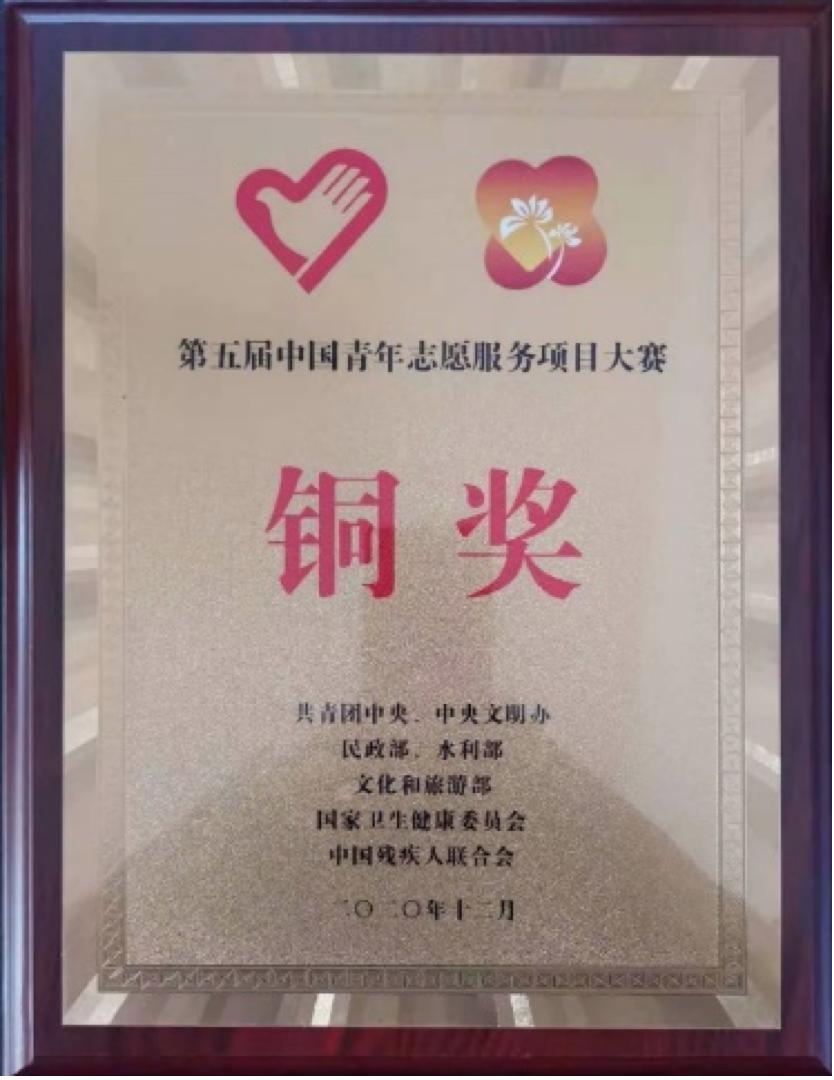 第五届中国青年志愿服务项目大赛
铜奖
共青团中央、中央文明办
民政部、水利部
文化和旅游部
国家卫生健康委员会
中国残疾人联合会
二〇二〇年十二月